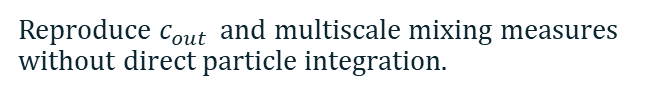 Reproduce c_out and multiscale mixing measures
without direct particle integration.